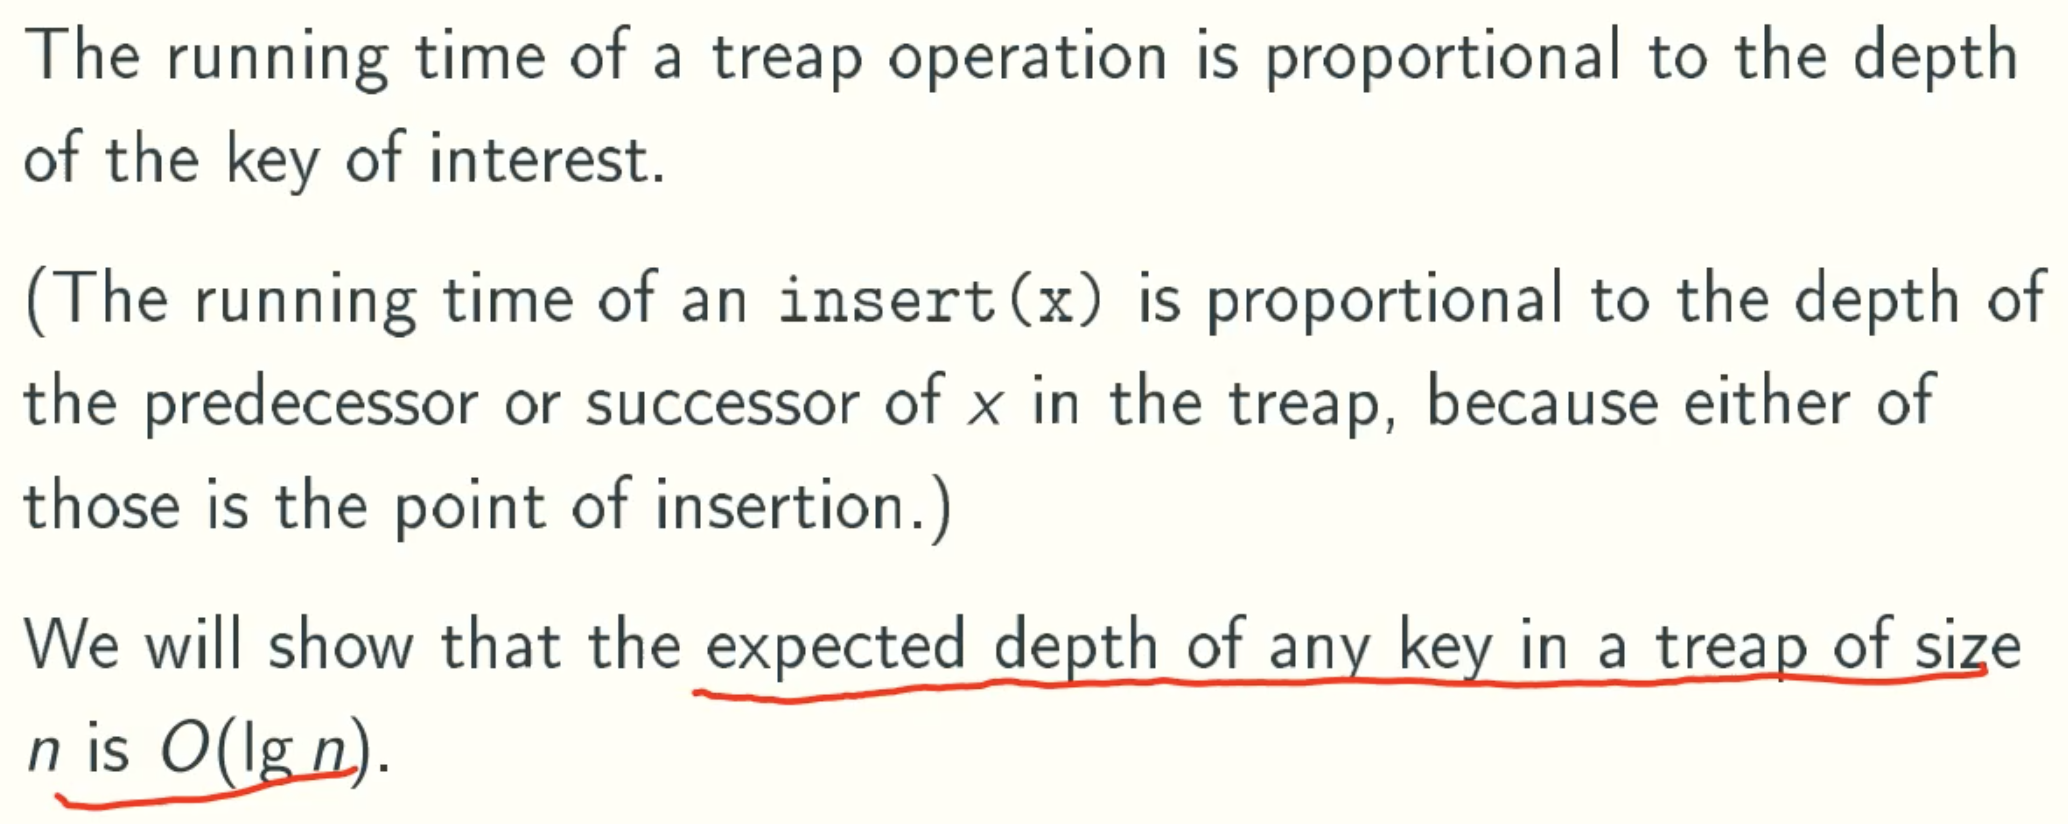 The running time of a treap operation is proportional to the depth
of the key of interest.
(The running time of an insert(x) is proportional to the depth of
the predecessor or successor of x in the treap, because either of
those is the point of insertion.)
We will show that the expected depth of any key in a treap of size
n is O(lg n).